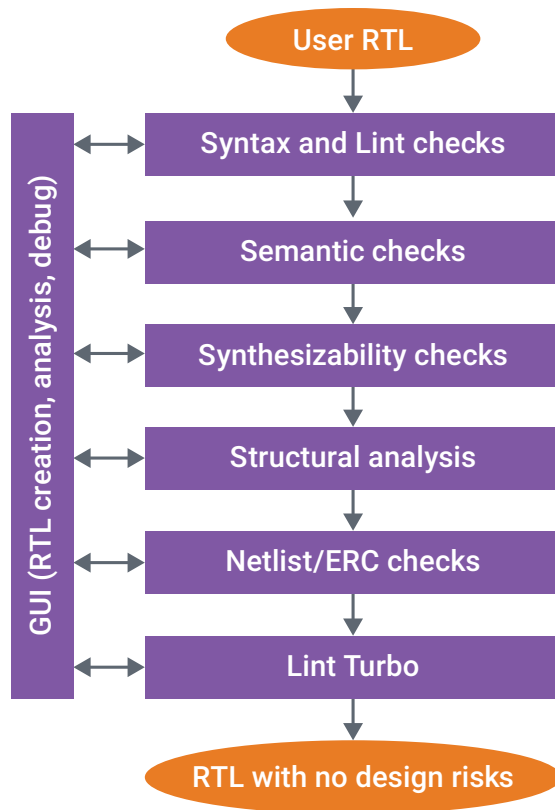 User RTL
Syntax and Lint checks
Semantic checks
Synthesizability checks
Structural analysis
Netlist/ERC checks
Lint Turbo
RTL with no design risks
GUI (RTL creation, analysis, debug)